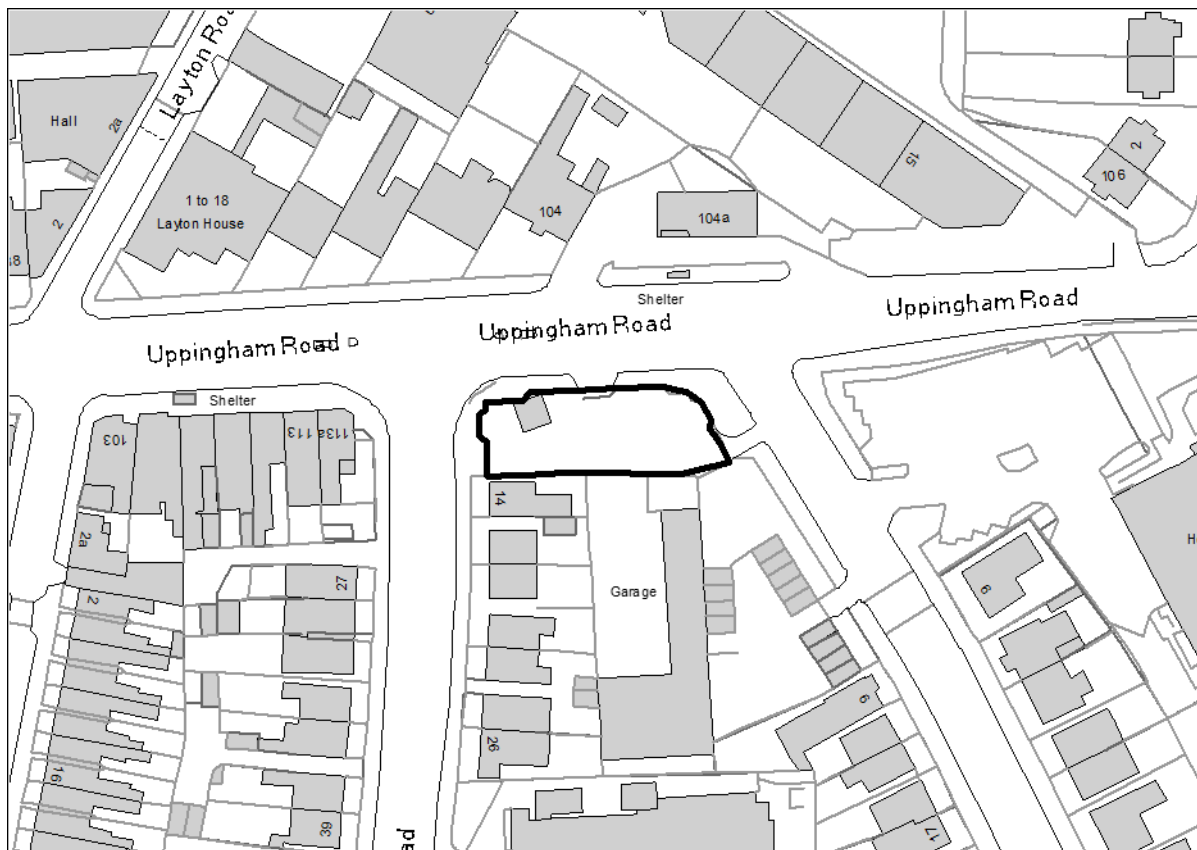 Layton Roa
Hall
2a
2
1 to 18
Layton House
104
104a
15
2
106
Shelter
Uppingham Road
Uppingham Road
Uppingham Road
Shelter
103
113
113a
2a
2
27
14
Garage
6
26
6
16
39
17